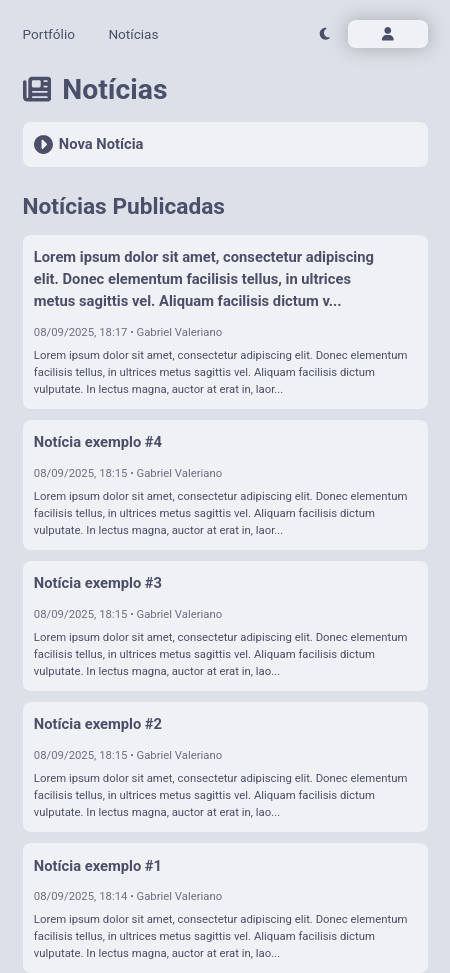 Portfólio Notícias
Notícias
Nova Notícia
Notícias Publicadas
Lorem ipsum dolor sit amet, consectetur adipiscing
elit. Donec elementum facilisis tellus, in ultrices
metus sagittis vel. Aliquam facilisis dictum v...
08/09/2025, 18:17 • Gabriel Valeriano
Lorem ipsum dolor sit amet, consectetur adipiscing elit. Donec elementum
facilisis tellus, in ultrices metus sagittis vel. Aliquam facilisis dictum
vulputate. In lectus magna, auctor at erat in, laor...
Notícia exemplo #4
08/09/2025, 18:15 • Gabriel Valeriano
Lorem ipsum dolor sit amet, consectetur adipiscing elit. Donec elementum
facilisis tellus, in ultrices metus sagittis vel. Aliquam facilisis dictum
vulputate. In lectus magna, auctor at erat in, laor...
Notícia exemplo #3
08/09/2025, 18:15 • Gabriel Valeriano
Lorem ipsum dolor sit amet, consectetur adipiscing elit. Donec elementum
facilisis tellus, in ultrices metus sagittis vel. Aliquam facilisis dictum
vulputate. In lectus magna, auctor at erat in, lao...
Notícia exemplo #2
08/09/2025, 18:15 • Gabriel Valeriano
Lorem ipsum dolor sit amet, consectetur adipiscing elit. Donec elementum
facilisis tellus, in ultrices metus sagittis vel. Aliquam facilisis dictum
vulputate. In lectus magna, auctor at erat in, lao...
Notícia exemplo #1
08/09/2025, 18:14 • Gabriel Valeriano
Lorem ipsum dolor sit amet, consectetur adipiscing elit. Donec elementum
facilisis tellus, in ultrices metus sagittis vel. Aliquam facilisis dictum
vulputate. In lectus magna, auctor at erat in, lao...